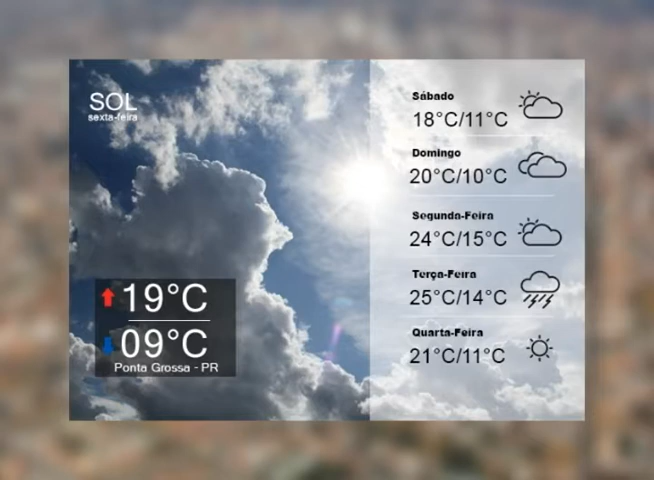 SOL
sexta-feira
19°C
09°C
Ponta Grossa - PR
Sábado
18°C/11°C
Domingo
20°C/10°C
Segunda-Feira
24°C/15°C
Terça-Feira
25°C/14°C
Quarta-Feira
21°C/11°C